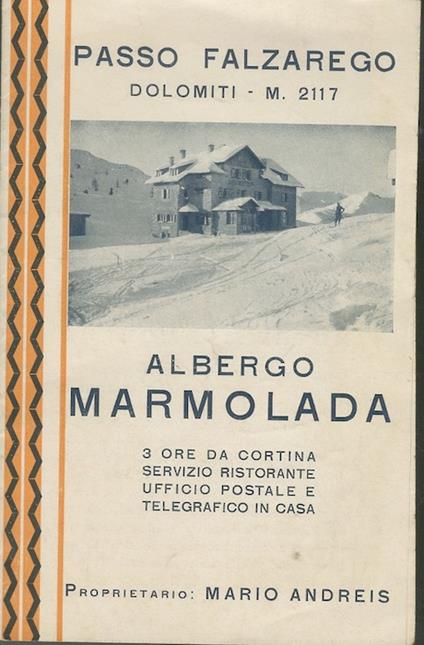 PASSO FALZAREGO
DOLOMITI - M. 2117
ALBERGO
MARMOLADA
3 ORE DA CORTINA
SERVIZIO RISTORANTE
UFFICIO POSTALE E
TELEGRAFICO IN CASA
PROPRIETARIO: MARIO ANDREIS